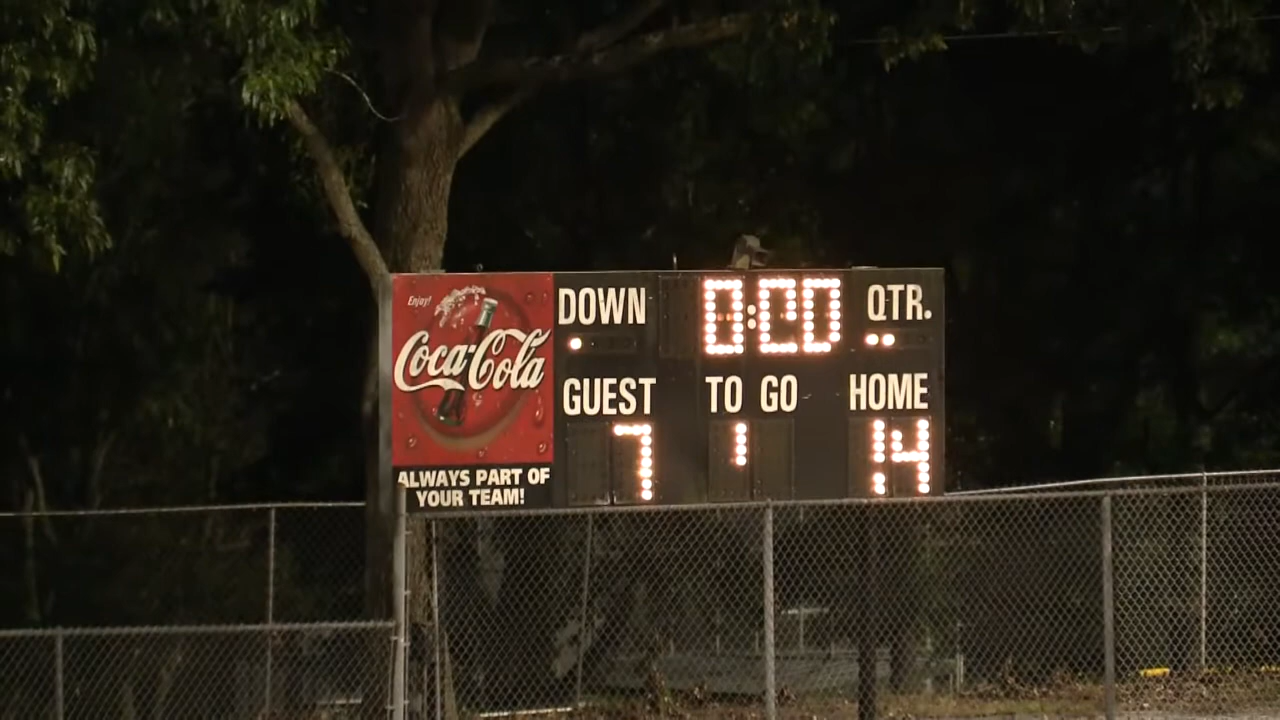 Enjoy!
Coca-Cola
ALWAYS PART OF
YOUR TEAM!
DOWN
0:00
QTR.
GUEST
TO GO
HOME
7
1
14